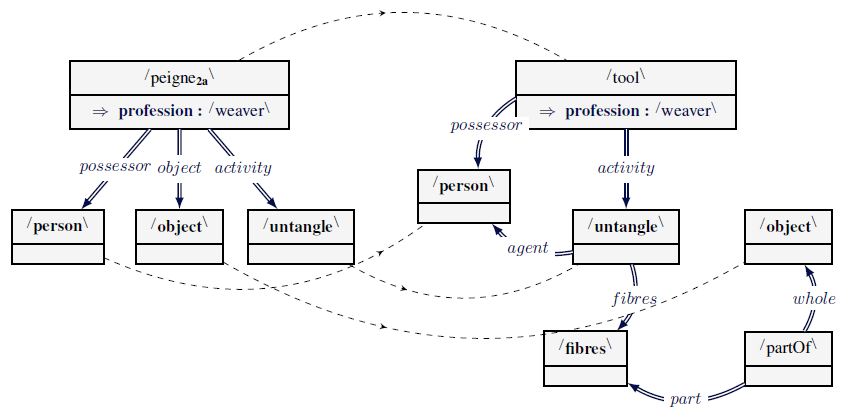 /peigne2a\ /tool\
⇒ profession : /weaver\ ⇒ profession : /weaver\
possessor
possessor object activity activity
/person\
/person\ /object\ /untangle\ /untangle\ /object\
agent
fibres whole
/fibres\ /partOf\
part